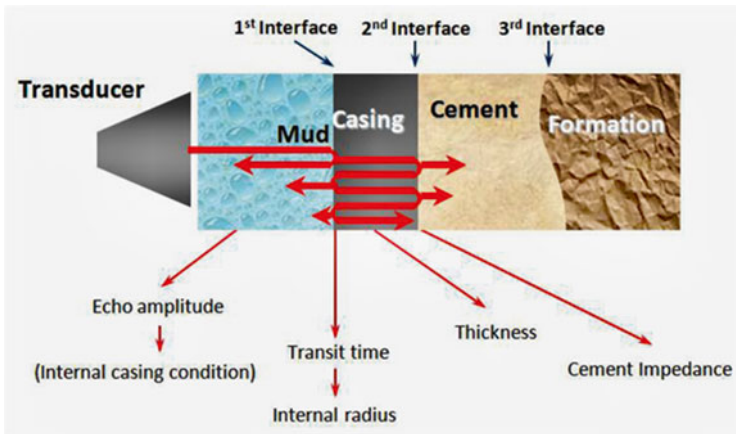 1st Interface 2nd Interface 3rd Interface
Transducer
Mud Casing Cement Formation
Echo amplitude
(Internal casing condition)
Transit time
Internal radius
Thickness
Cement Impedance